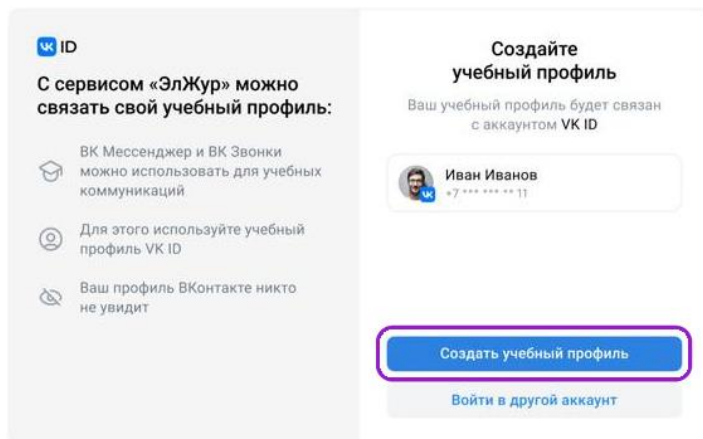 VK ID
С сервисом «ЭлЖур» можно
связать свой учебный профиль:
ВК Мессенджер и ВК Звонки
можно использовать для учебных
коммуникаций
Для этого используйте учебный
профиль VK ID
Ваш профиль ВКонтакте никто
не увидит
Создайте
учебный профиль
Ваш учебный профиль будет связан
с аккаунтом VK ID
Иван Иванов
+7 *** *** ** 11
Создать учебный профиль
Войти в другой аккаунт